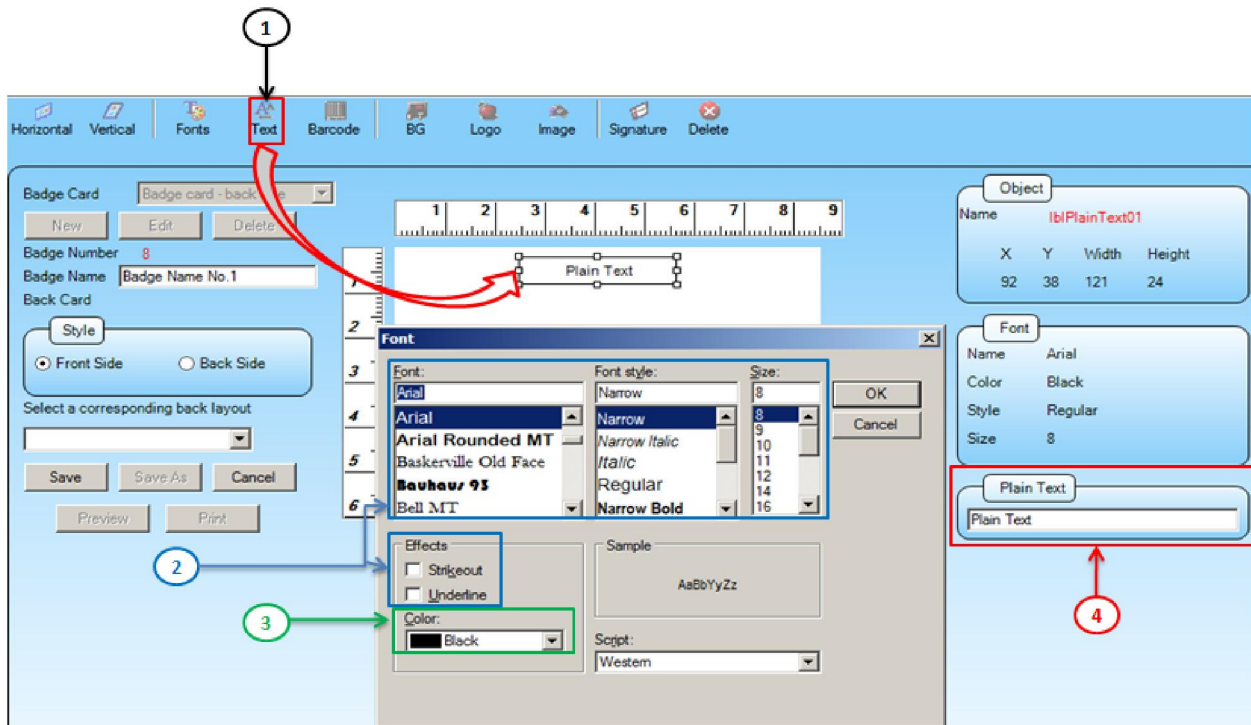 1
Horizontal Vertical Fonts Text Barcode BG Logo Image Signature Delete
Badge Card Badge card - back
New Edit Delete
Badge Number 8
Badge Name Badge Name No.1
Back Card
Style
Front Side Back Side
Select a corresponding back layout
Save Save As Cancel
Preview Print
1 2 3 4 5 6 7 8 9
1
2
3
4
5
6
Plain Text
Font
Font: Font style: Size:
Arial Narrow 8
Arial Narrow 8
Arial Rounded MT Narrow Italic 9
Baskerville Old Face Italic 10
Bauhaus 93 Regular 11
Bell MT Narrow Bold 12
14
16
OK
Cancel
Effects
Strikeout
Underline
Color:
Black
Sample
AaBbYyZz
Script:
Western
2
3
Object
Name lblPlainText01
X Y Width Height
92 38 121 24
Font
Name Arial
Color Black
Style Regular
Size 8
Plain Text
Plain Text
4